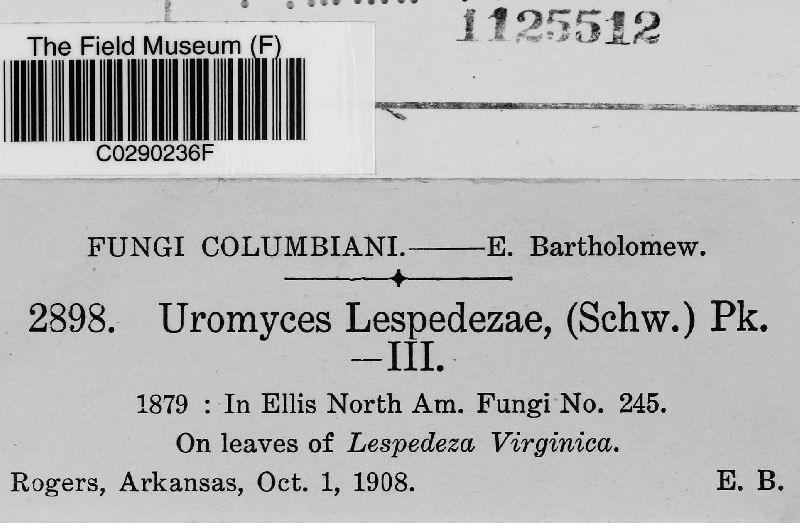 1125512
The Field Museum (F)
C0290236F
FUNGI COLUMBIANI.——E. Bartholomew.
2898. Uromyces Lespedezae, (Schw.) Pk.
—III.
1879 : In Ellis North Am. Fungi No. 245.
On leaves of Lespedeza Virginica.
Rogers, Arkansas, Oct. 1, 1908. E. B.